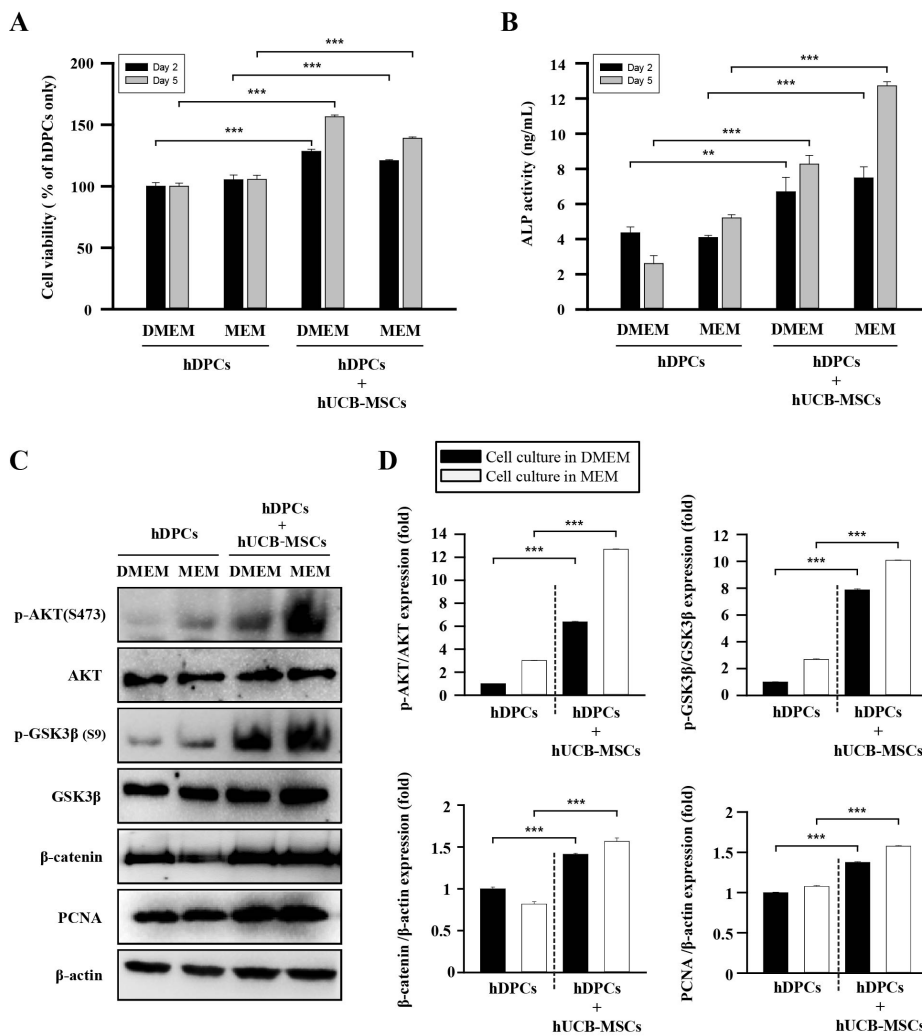 A
Cell viability ( % of hDPCs only)
200
150
100
50
0
Day 2
Day 5
***
***
***
***
DMEM MEM DMEM MEM
hDPCs
hDPCs
+
hUCB-MSCs
B
ALP activity (ng/mL)
14
12
10
8
6
4
2
0
Day 2
Day 5
***
***
***
**
DMEM MEM DMEM MEM
hDPCs
hDPCs
+
hUCB-MSCs
C
hDPCs
hDPCs
+
hUCB-MSCs
DMEM MEM DMEM MEM
p-AKT(S473)
AKT
p-GSK3β (S9)
GSK3β
β-catenin
PCNA
β-actin
D
Cell culture in DMEM
Cell culture in MEM
p-AKT/AKT expression (fold)
14
12
10
8
6
4
2
0
***
***
hDPCs hDPCs
+
hUCB-MSCs
p-GSK3β/GSK3β expression (fold)
12
10
8
6
4
2
0
***
***
hDPCs hDPCs
+
hUCB-MSCs
β-catenin /β-actin expression (fold)
2
1.5
1
0.5
0
***
***
hDPCs hDPCs
+
hUCB-MSCs
PCNA /β-actin expression (fold)
2
1.5
1
0.5
0
***
***
hDPCs hDPCs
+
hUCB-MSCs